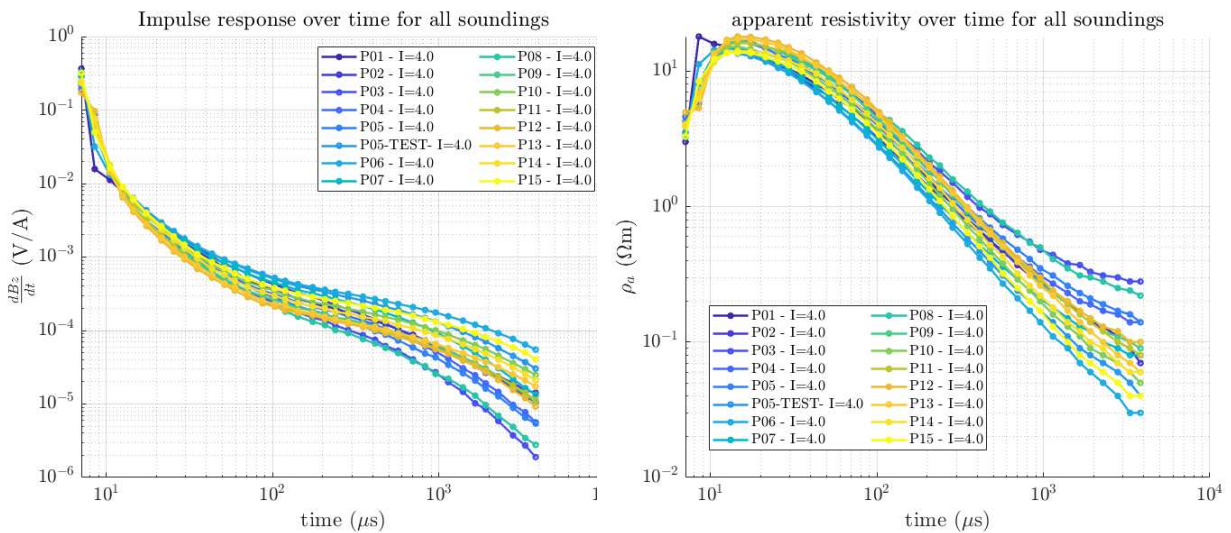 Impulse response over time for all soundings
10^0
10^-1
10^-2
10^-3
10^-4
10^-5
10^-6
dBz/dt (V/A)
P01 - I=4.0
P02 - I=4.0
P03 - I=4.0
P04 - I=4.0
P05 - I=4.0
P05-TEST- I=4.0
P06 - I=4.0
P07 - I=4.0
P08 - I=4.0
P09 - I=4.0
P10 - I=4.0
P11 - I=4.0
P12 - I=4.0
P13 - I=4.0
P14 - I=4.0
P15 - I=4.0
10^1
10^2
10^3
1
time (μs)
apparent resistivity over time for all soundings
10^1
10^0
10^-1
10^-2
ρa (Ωm)
P01 - I=4.0
P02 - I=4.0
P03 - I=4.0
P04 - I=4.0
P05 - I=4.0
P05-TEST- I=4.0
P06 - I=4.0
P07 - I=4.0
P08 - I=4.0
P09 - I=4.0
P10 - I=4.0
P11 - I=4.0
P12 - I=4.0
P13 - I=4.0
P14 - I=4.0
P15 - I=4.0
10^1
10^2
10^3
10^4
time (μs)